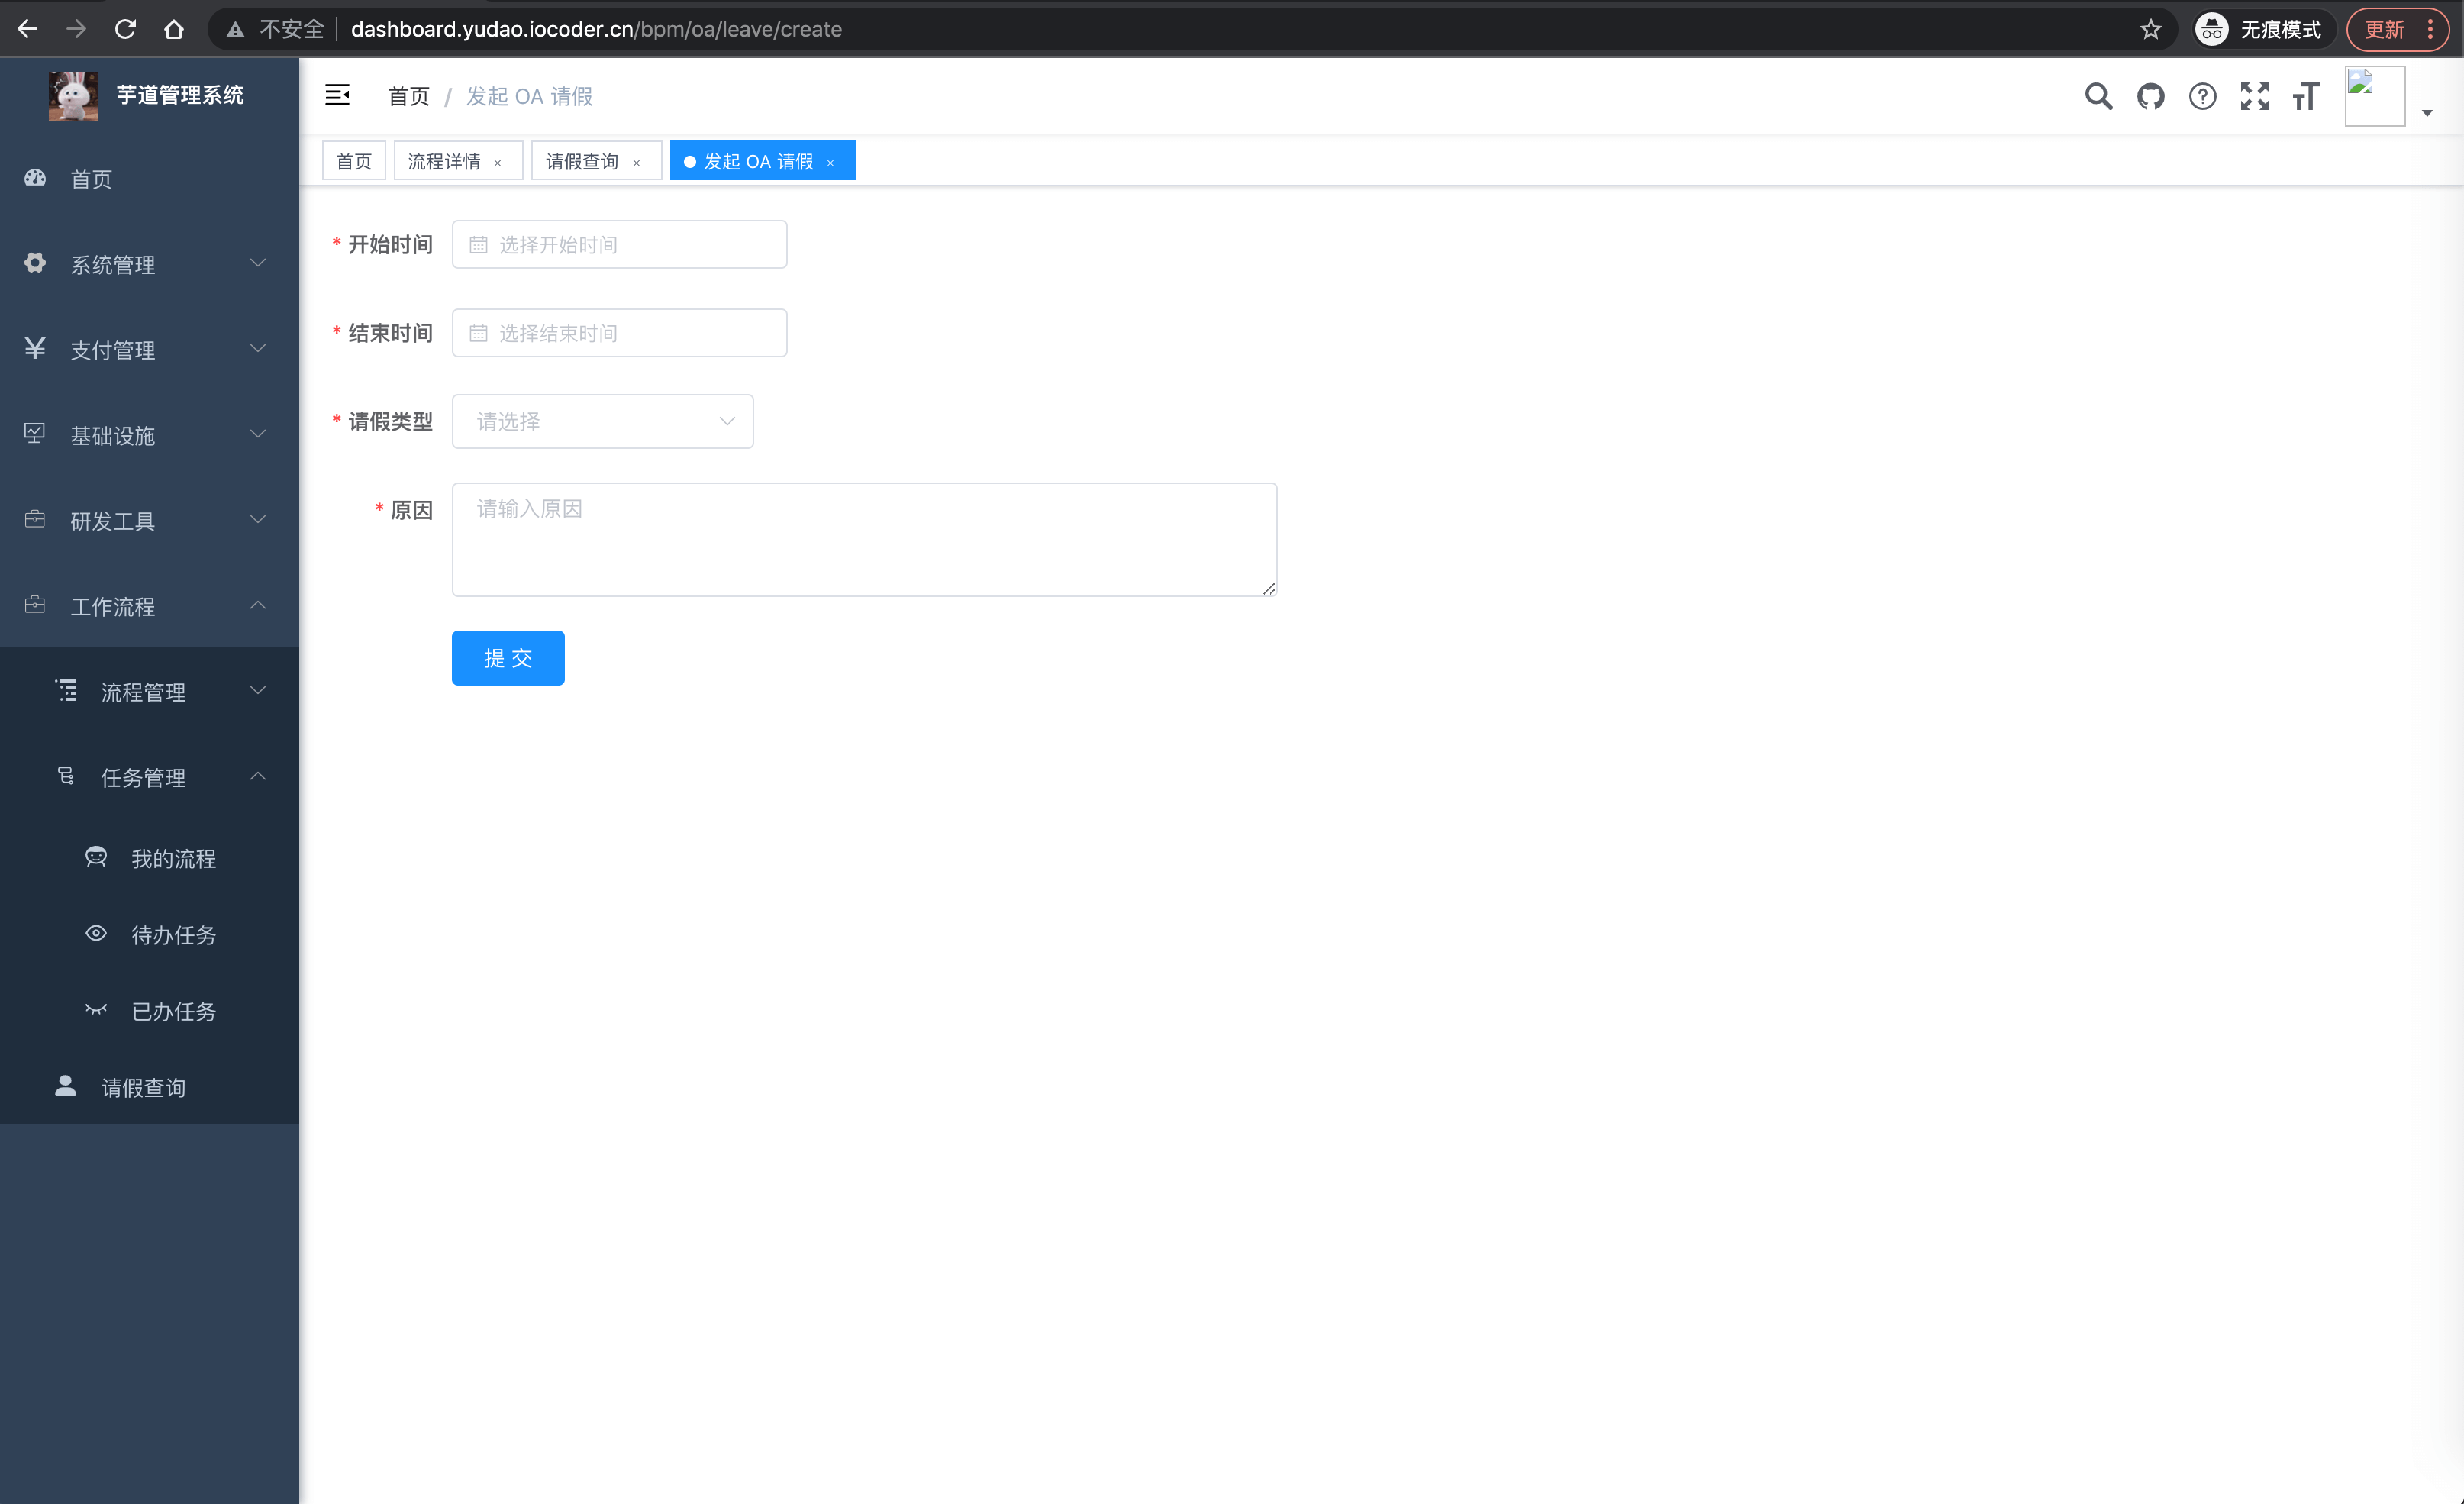 不安全 dashboard.yudao.iocoder.cn/bpm/oa/leave/create 无痕模式 更新
芋道管理系统
首页
系统管理
支付管理
基础设施
研发工具
工作流程
流程管理
任务管理
我的流程
待办任务
已办任务
请假查询
首页 / 发起 OA 请假
首页 流程详情 × 请假查询 × 发起 OA 请假 ×
* 开始时间 选择开始时间
* 结束时间 选择结束时间
* 请假类型 请选择
* 原因 请输入原因
提 交